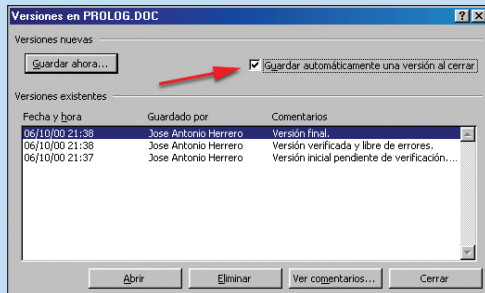 Versiones en PROLOG.DOC
Versiones nuevas
Guardar ahora...
Guardar automáticamente una versión al cerrar
Versiones existentes
Fecha y hora Guardado por Comentarios
06/10/00 21:38 Jose Antonio Herrero Versión final.
06/10/00 21:38 Jose Antonio Herrero Versión verificada y libre de errores.
06/10/00 21:37 Jose Antonio Herrero Versión inicial pendiente de verificación....
Abrir Eliminar Ver comentarios... Cerrar